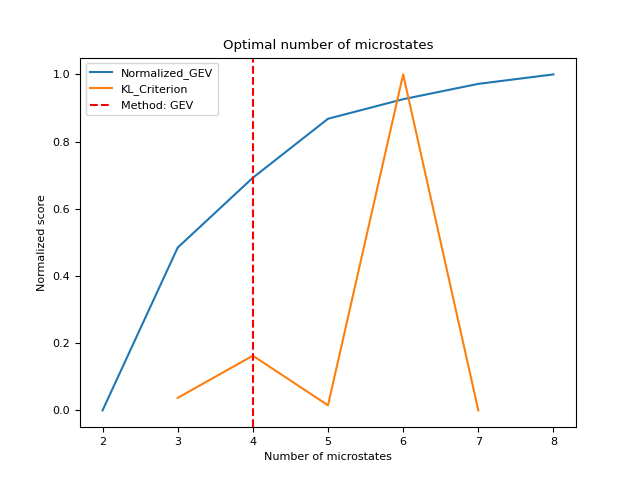 Optimal number of microstates
Normalized_GEV
KL_Criterion
Method: GEV
Normalized score
1.0
0.8
0.6
0.4
0.2
0.0
2 3 4 5 6 7 8
Number of microstates